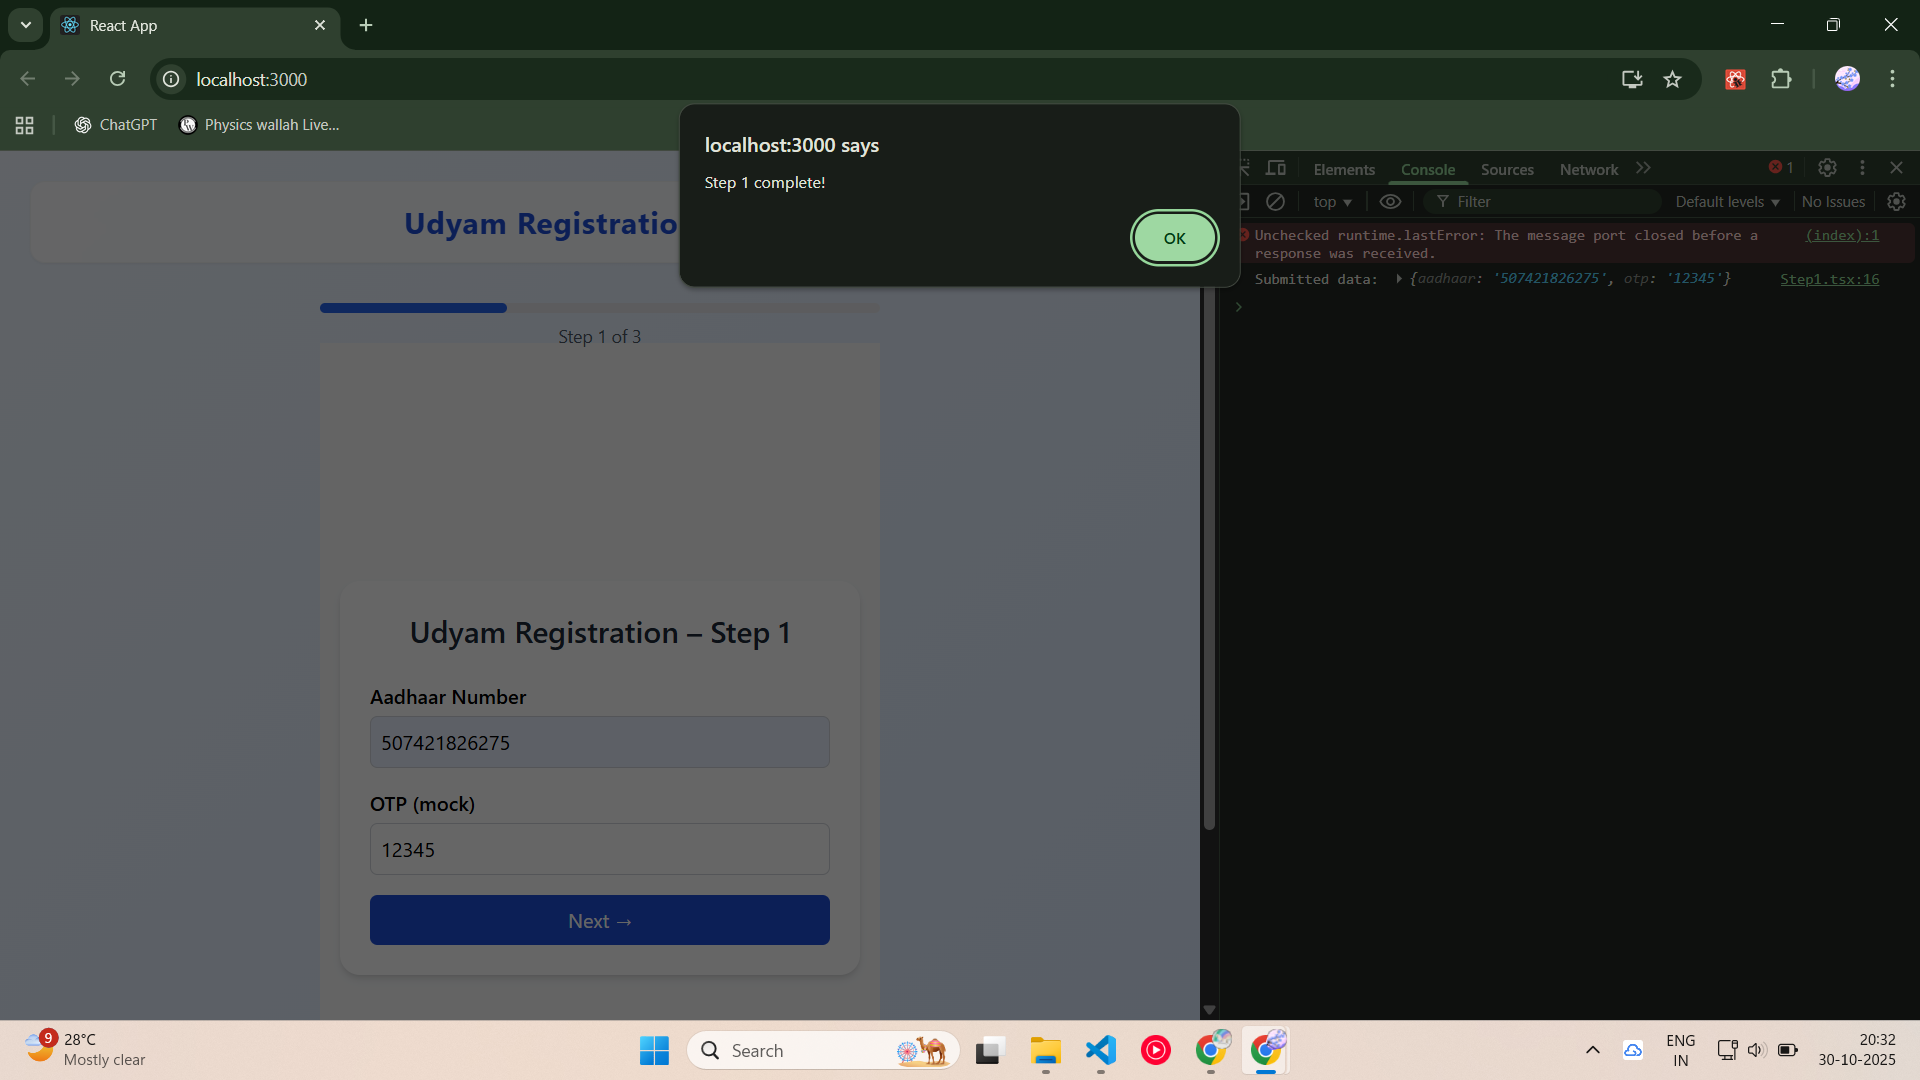 React App
localhost:3000
ChatGPT
Physics wallah Live...
localhost:3000 says
Step 1 complete!
OK
Udyam Registratio
Step 1 of 3
Udyam Registration – Step 1
Aadhaar Number
507421826275
OTP (mock)
12345
Next →
Elements Console Sources Network 1
top Filter Default levels No Issues
Unchecked runtime.lastError: The message port closed before a (index):1
response was received.
Submitted data: {aadhaar: '507421826275', otp: '12345'} Step1.tsx:16
9
28°C
Mostly clear
Search
ENG
IN
20:32
30-10-2025